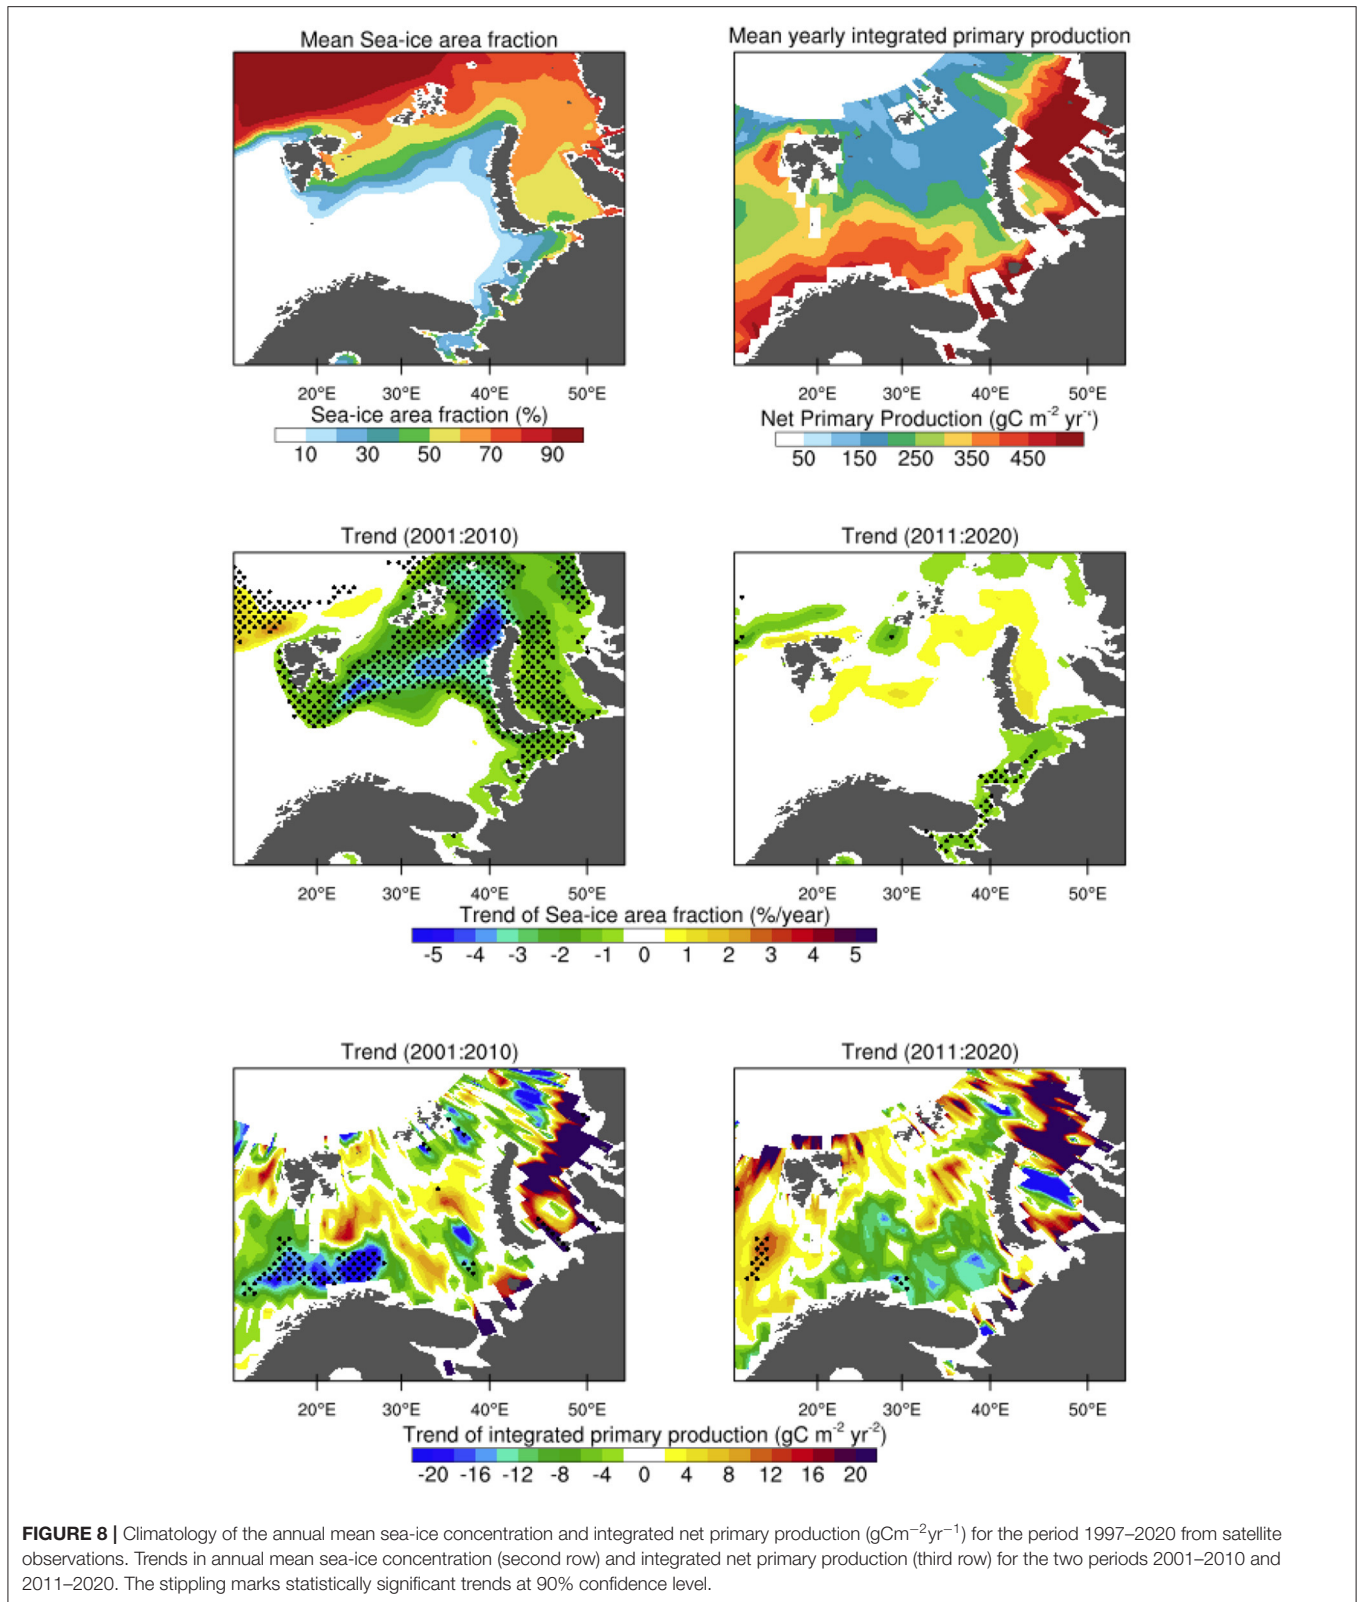 Mean Sea-ice area fraction
Mean yearly integrated primary production
20°E 30°E 40°E 50°E
20°E 30°E 40°E 50°E
Sea-ice area fraction (%)
10 30 50 70 90
Net Primary Production (gC m⁻² yr⁻¹)
50 150 250 350 450
Trend (2001:2010)
Trend (2011:2020)
20°E 30°E 40°E 50°E
20°E 30°E 40°E 50°E
Trend of Sea-ice area fraction (%/year)
-5 -4 -3 -2 -1 0 1 2 3 4 5
Trend (2001:2010)
Trend (2011:2020)
20°E 30°E 40°E 50°E
20°E 30°E 40°E 50°E
Trend of integrated primary production (gC m⁻² yr⁻²)
-20 -16 -12 -8 -4 0 4 8 12 16 20
FIGURE 8 | Climatology of the annual mean sea-ice concentration and integrated net primary production (gCm⁻²yr⁻¹) for the period 1997–2020 from satellite
observations. Trends in annual mean sea-ice concentration (second row) and integrated net primary production (third row) for the two periods 2001–2010 and
2011–2020. The stippling marks statistically significant trends at 90% confidence level.